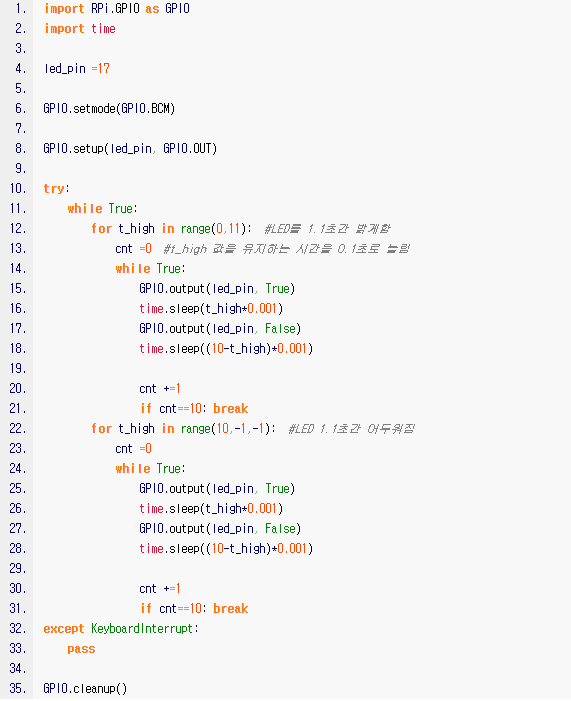 1. import RPi.GPIO as GPIO
2. import time
3.
4. led_pin =17
5.
6. GPIO.setmode(GPIO.BCM)
7.
8. GPIO.setup(led_pin, GPIO.OUT)
9.
10. try:
11. while True:
12. for t_high in range(0,11): #LED를 1.1초간 밝게함
13. cnt =0 #t_high 값을 유지하는 시간을 0.1초로 늘림
14. while True:
15. GPIO.output(led_pin, True)
16. time.sleep(t_high*0.001)
17. GPIO.output(led_pin, False)
18. time.sleep((10-t_high)*0.001)
19.
20. cnt +=1
21. if cnt==10: break
22. for t_high in range(10,-1,-1): #LED 1.1초간 어두워짐
23. cnt =0
24. while True:
25. GPIO.output(led_pin, True)
26. time.sleep(t_high*0.001)
27. GPIO.output(led_pin, False)
28. time.sleep((10-t_high)*0.001)
29.
30. cnt +=1
31. if cnt==10: break
32. except KeyboardInterrupt:
33. pass
34.
35. GPIO.cleanup()